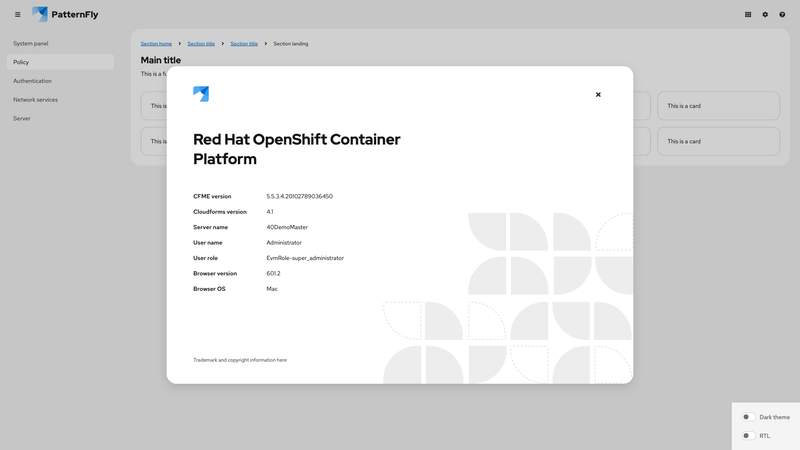 PatternFly
System panel
Policy
Authentication
Network services
Server
Section home Section title Section title Section landing
Main title
This is a fu
This is
This is a card
This is
This is a card
Red Hat OpenShift Container
Platform
CFME version 5.5.3.4.20102789036450
Cloudforms version 4.1
Server name 40DemoMaster
User name Administrator
User role EvmRole-super_administrator
Browser version 601.2
Browser OS Mac
Trademark and copyright information here
Dark theme
RTL